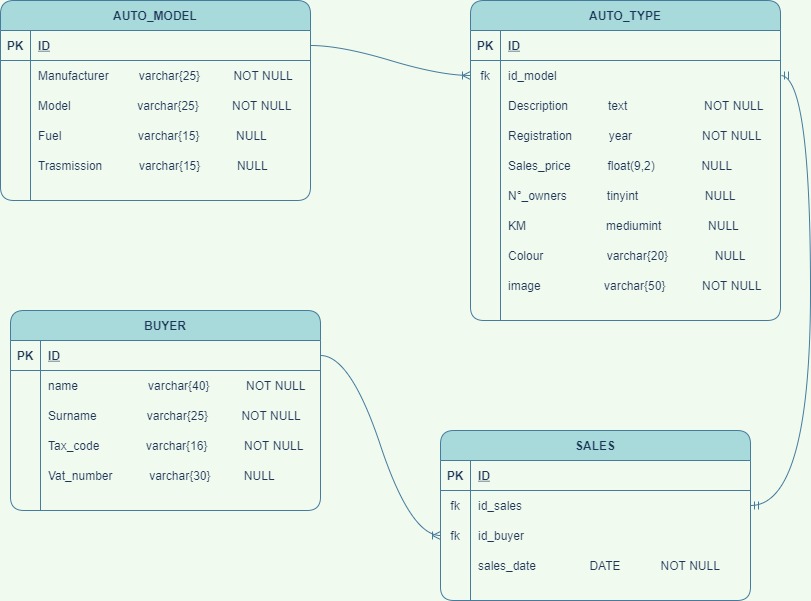 AUTO_MODEL
PK ID
Manufacturer varchar{25} NOT NULL
Model varchar{25} NOT NULL
Fuel varchar{15} NULL
Trasmission varchar{15} NULL
AUTO_TYPE
PK ID
fk id_model
Description text NOT NULL
Registration year NOT NULL
Sales_price float(9,2) NULL
N°_owners tinyint NULL
KM mediumint NULL
Colour varchar{20} NULL
image varchar{50} NOT NULL
BUYER
PK ID
name varchar{40} NOT NULL
Surname varchar{25} NOT NULL
Tax_code varchar{16} NOT NULL
Vat_number varchar{30} NULL
SALES
PK ID
fk id_sales
fk id_buyer
sales_date DATE NOT NULL